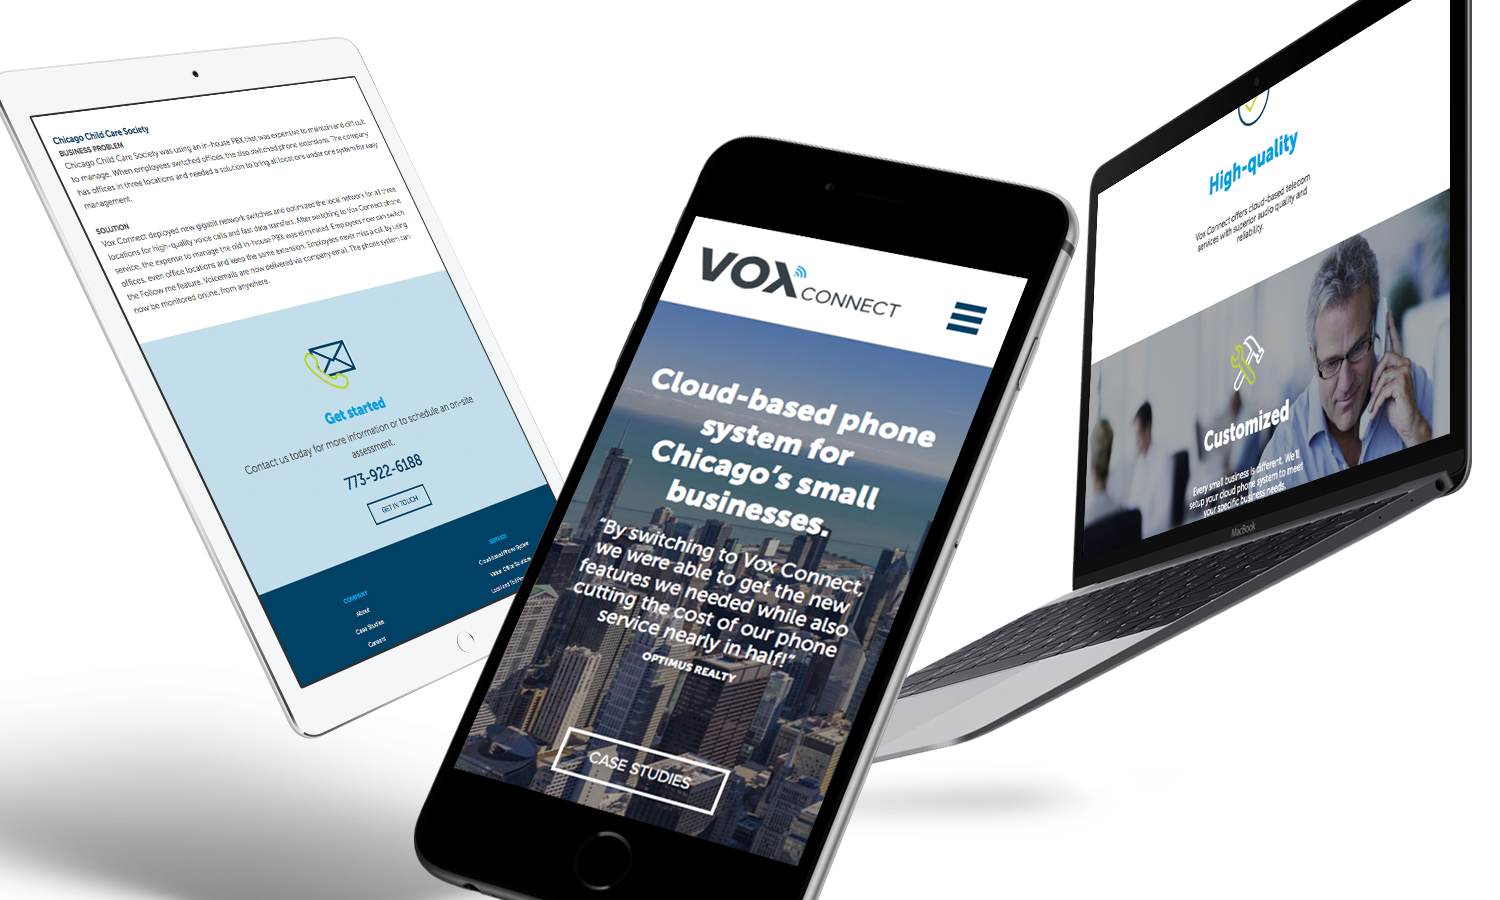 Chicago Child Care Society
BUSINESS PROBLEM
Chicago Child Care Society was using an in-house PBX that was expensive to maintain and difficult
to manage. When employees switched offices, the also switched phone extensions. The company
has offices in three locations and needed a solution to bring all locations under one system for easy
management.
SOLUTION
Vox Connect deployed new gigabit network switches and optimized the local network for all three
locations for high-quality voice calls and fast data transfers. After switching to Vox Connect phone
service, the expense to manage the old in-house PBX was eliminated. Employees now can switch
offices, even office locations and keep the same extension. Employees never miss a call by using
the Follow me feature. Voicemails are now delivered via company email. The phone system can
now be monitored online, from anywhere.
Get started
Contact us today for more information or to schedule an on-site
assessment.
773-922-6188
GET IN TOUCH
COMPANY
About
Case Studies
Careers
SERVICE
Cloud-based Phone System
Virtual Office Solutions
Local and Toll
VOX CONNECT
Cloud-based phone
system for
Chicago's small
businesses.
"By switching to Vox Connect,
we were able to get the new
features we needed while also
cutting the cost of our phone
service nearly in half!"
OPTIMUS REALTY
CASE STUDIES
High-quality
Vox Connect offers cloud-based telecom
services with superior audio quality and
reliability.
Customized
Every small business is different. We'll
setup your cloud phone system to meet
your specific business needs.
MacBook